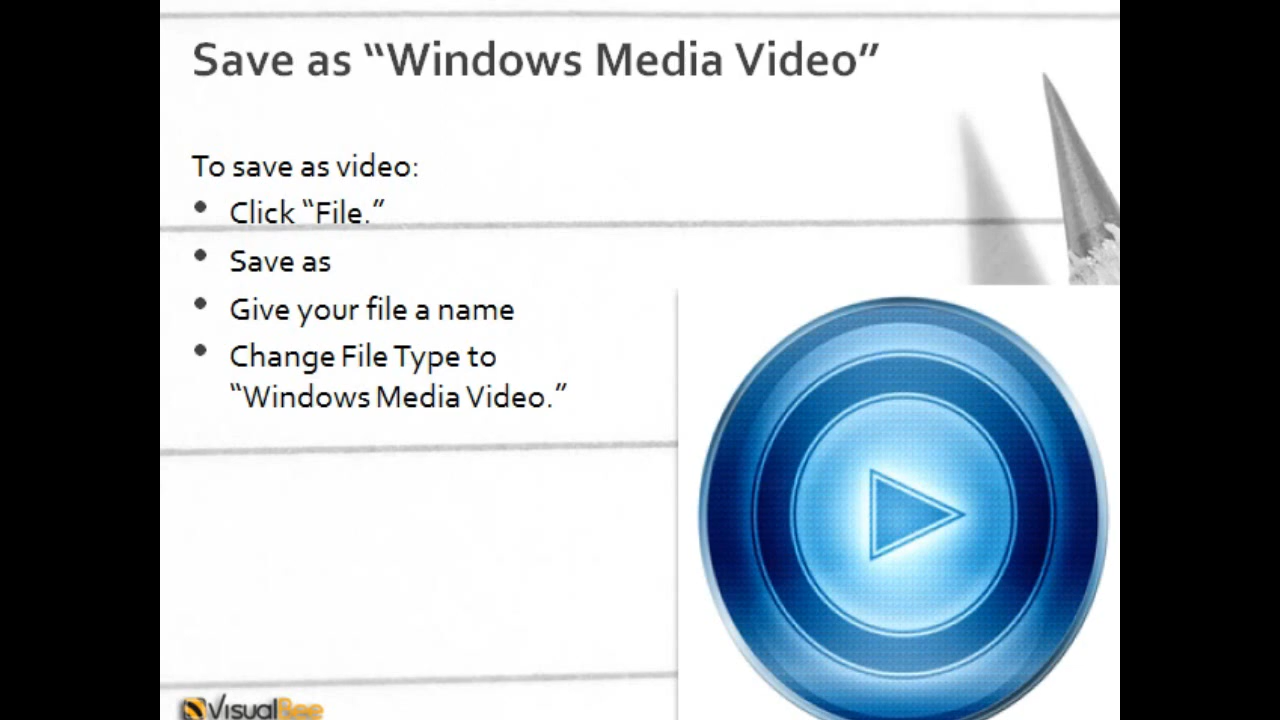 Save as “Windows Media Video”
To save as video:
• Click “File.”
• Save as
• Give your file a name
• Change File Type to
“Windows Media Video.”
VisualBee